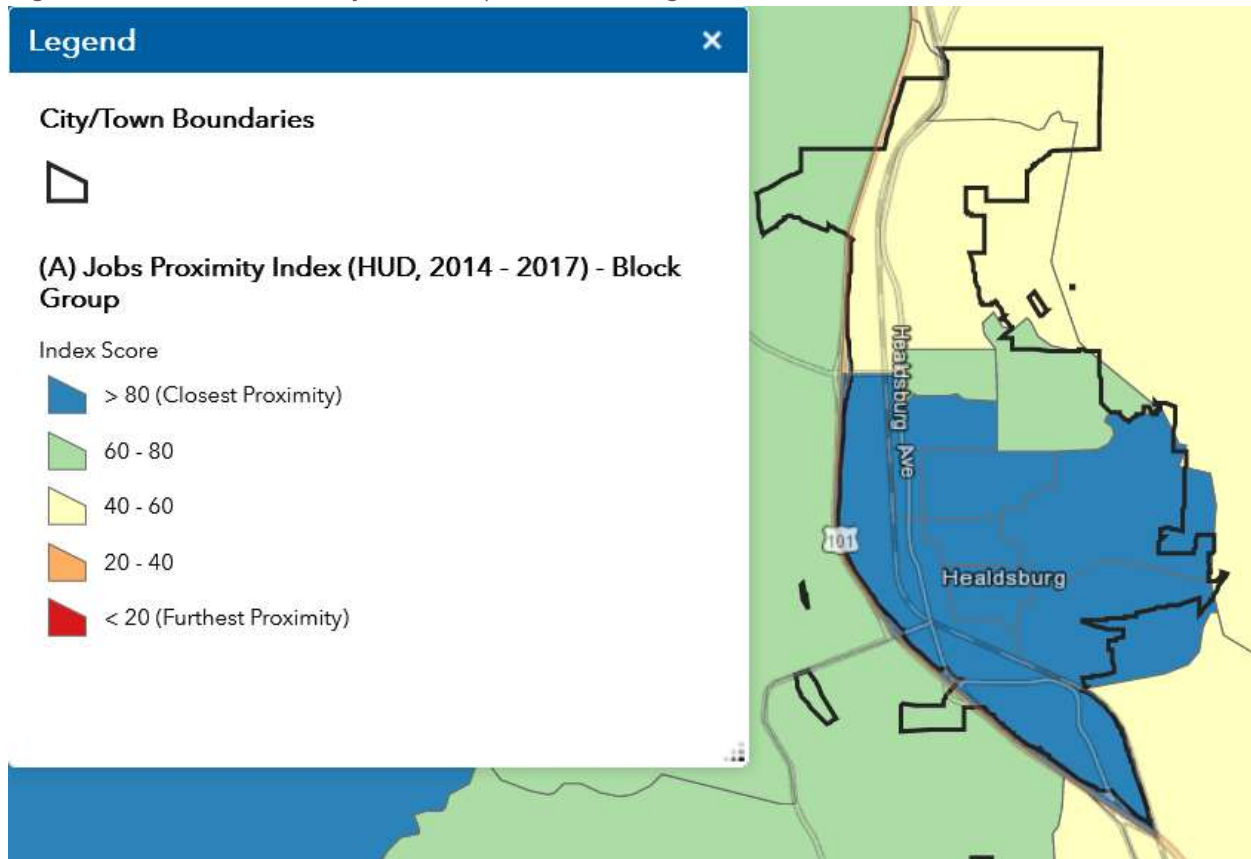 Legend
×
City/Town Boundaries
(A) Jobs Proximity Index (HUD, 2014 - 2017) - Block
Group
Index Score
> 80 (Closest Proximity)
60 - 80
40 - 60
20 - 40
< 20 (Furthest Proximity)
Healdsburg Ave
101
Healdsburg